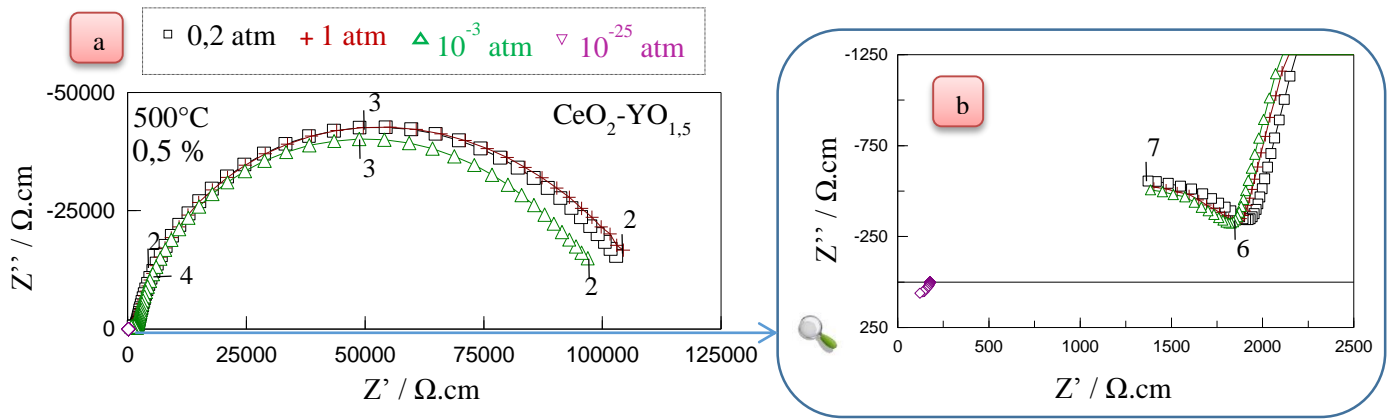 a
0,2 atm + 1 atm 10⁻³ atm 10⁻²⁵ atm
-50000
-25000
0
Z'' / Ω.cm
500°C
0,5 %
CeO₂-YO₁,₅
3
3
2
4
2
2
0 25000 50000 75000 100000 125000
Z' / Ω.cm
b
-1250
-750
-250
250
Z'' / Ω.cm
7
6
0 500 1000 1500 2000 2500
Z' / Ω.cm